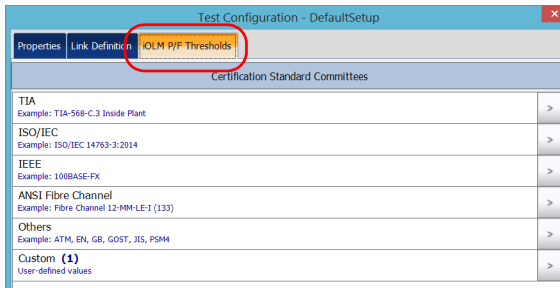 Test Configuration - DefaultSetup
Properties Link Definition iOLM P/F Thresholds
Certification Standard Committees
TIA
Example: TIA-568-C.3 Inside Plant
ISO/IEC
Example: ISO/IEC 14763-3:2014
IEEE
Example: 100BASE-FX
ANSI Fibre Channel
Example: Fibre Channel 12-MM-LE-I (133)
Others
Example: ATM, EN, GB, GOST, JIS, PSM4
Custom (1)
User-defined values